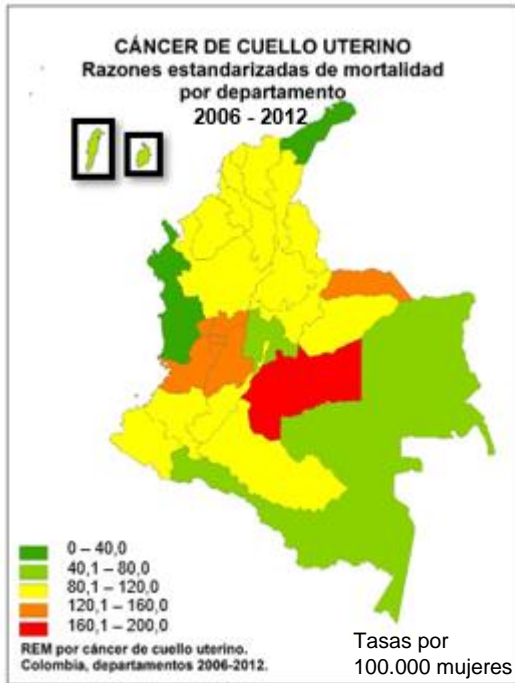 CÁNCER DE CUELLO UTERINO
Razones estandarizadas de mortalidad
por departamento
2006 - 2012
0 – 40,0
40,1 – 80,0
80,1 – 120,0
120,1 – 160,0
160,1 – 200,0
REM por cáncer de cuello uterino.
Colombia, departamentos 2006-2012.
Tasas por
100.000 mujeres